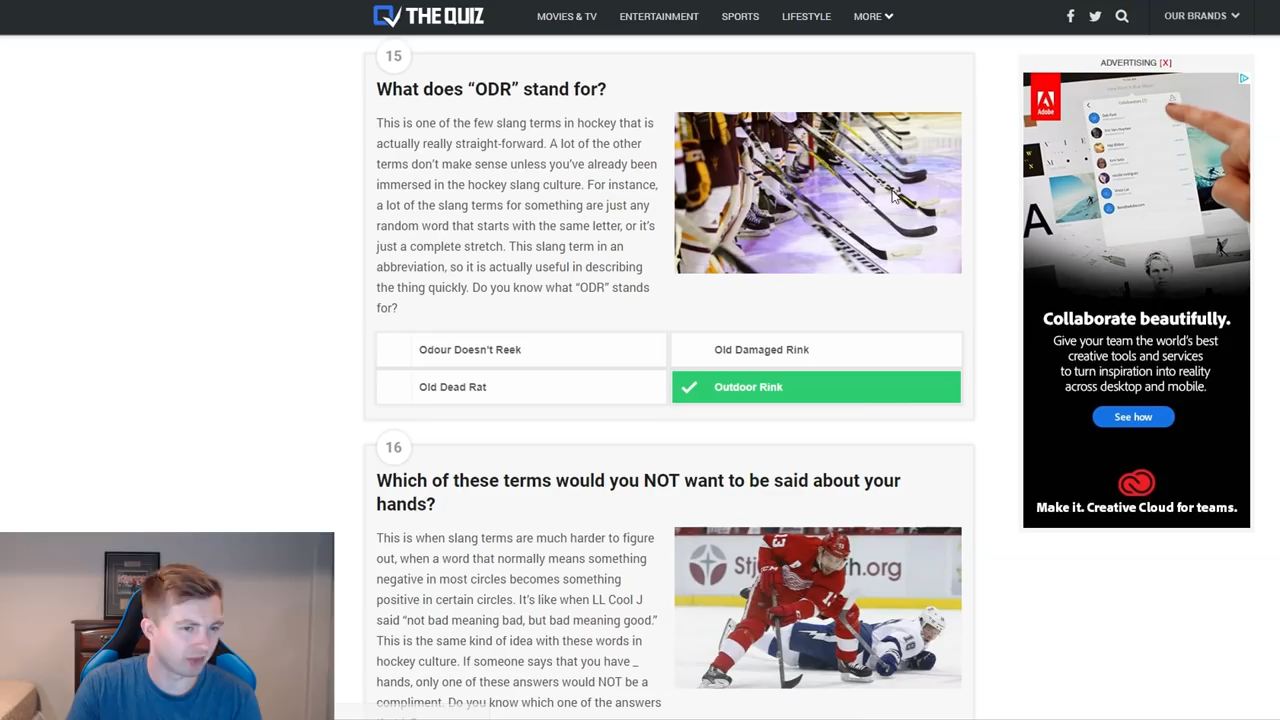 THE QUIZ
MOVIES & TV
ENTERTAINMENT
SPORTS
LIFESTYLE
MORE
OUR BRANDS
15
What does “ODR” stand for?
This is one of the few slang terms in hockey that is
actually really straight-forward. A lot of the other
terms don’t make sense unless you’ve already been
immersed in the hockey slang culture. For instance,
a lot of the slang terms for something are just any
random word that starts with the same letter, or it’s
just a complete stretch. This slang term in an
abbreviation, so it is actually useful in describing
the thing quickly. Do you know what “ODR” stands
for?
Odour Doesn't Reek
Old Damaged Rink
Old Dead Rat
Outdoor Rink
16
Which of these terms would you NOT want to be said about your
hands?
This is when slang terms are much harder to figure
out, when a word that normally means something
negative in most circles becomes something
positive in certain circles. It’s like when LL Cool J
said “not bad meaning bad, but bad meaning good.”
This is the same kind of idea with these words in
hockey culture. If someone says that you have _
hands, only one of these answers would NOT be a
compliment. Do you know which one of the answers
13
ADVERTISING [X]
Adobe
Collaborate beautifully.
Give your team the world's best
creative tools and services
to turn inspiration into reality
across desktop and mobile.
See how
Make it. Creative Cloud for teams.